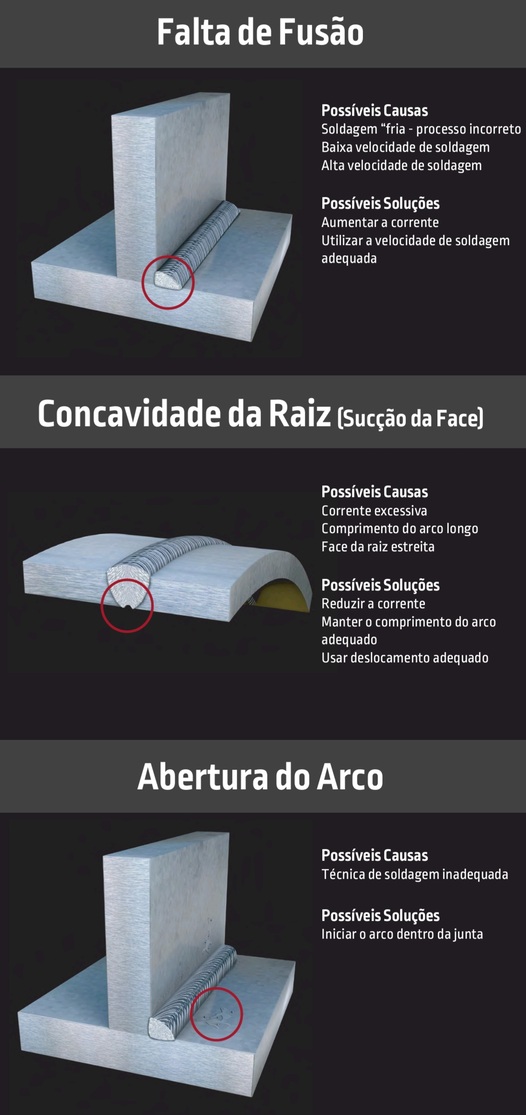 Falta de Fusão
Possíveis Causas
Soldagem “fria - processo incorreto
Baixa velocidade de soldagem
Alta velocidade de soldagem
Possíveis Soluções
Aumentar a corrente
Utilizar a velocidade de soldagem
adequada
Concavidade da Raiz (Sucção da Face)
Possíveis Causas
Corrente excessiva
Comprimento do arco longo
Face da raiz estreita
Possíveis Soluções
Reduzir a corrente
Manter o comprimento do arco
adequado
Usar deslocamento adequado
Abertura do Arco
Possíveis Causas
Técnica de soldagem inadequada
Possíveis Soluções
Iniciar o arco dentro da junta